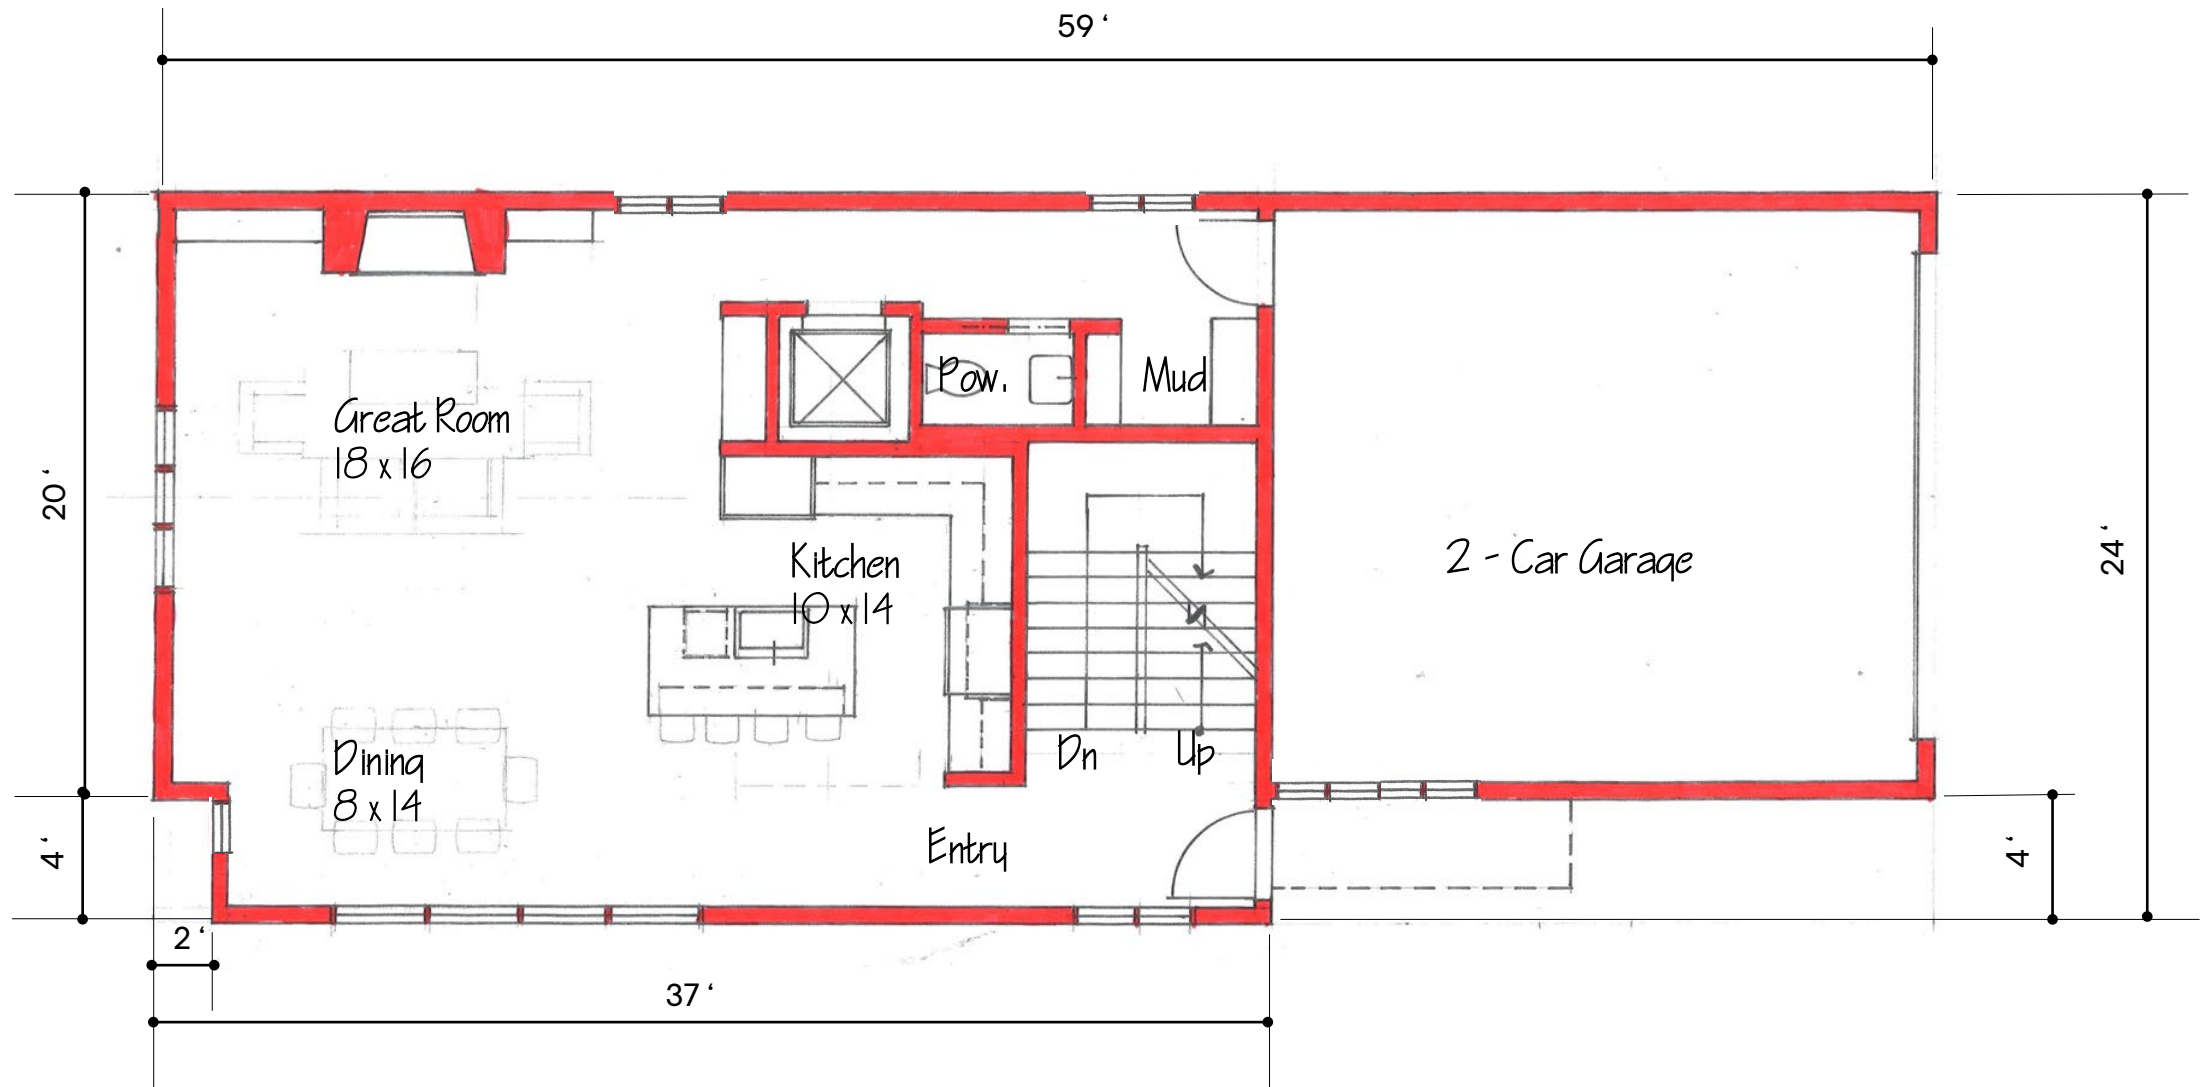 59 ‘
Great Room
18 x 16
Pow.
Mud
20 ‘
Kitchen
10 x 14
2 - Car Garage
24 ‘
Dining
8 x 14
Dn
Up
Entry
4 ‘
4 ‘
2 ‘
37 ‘